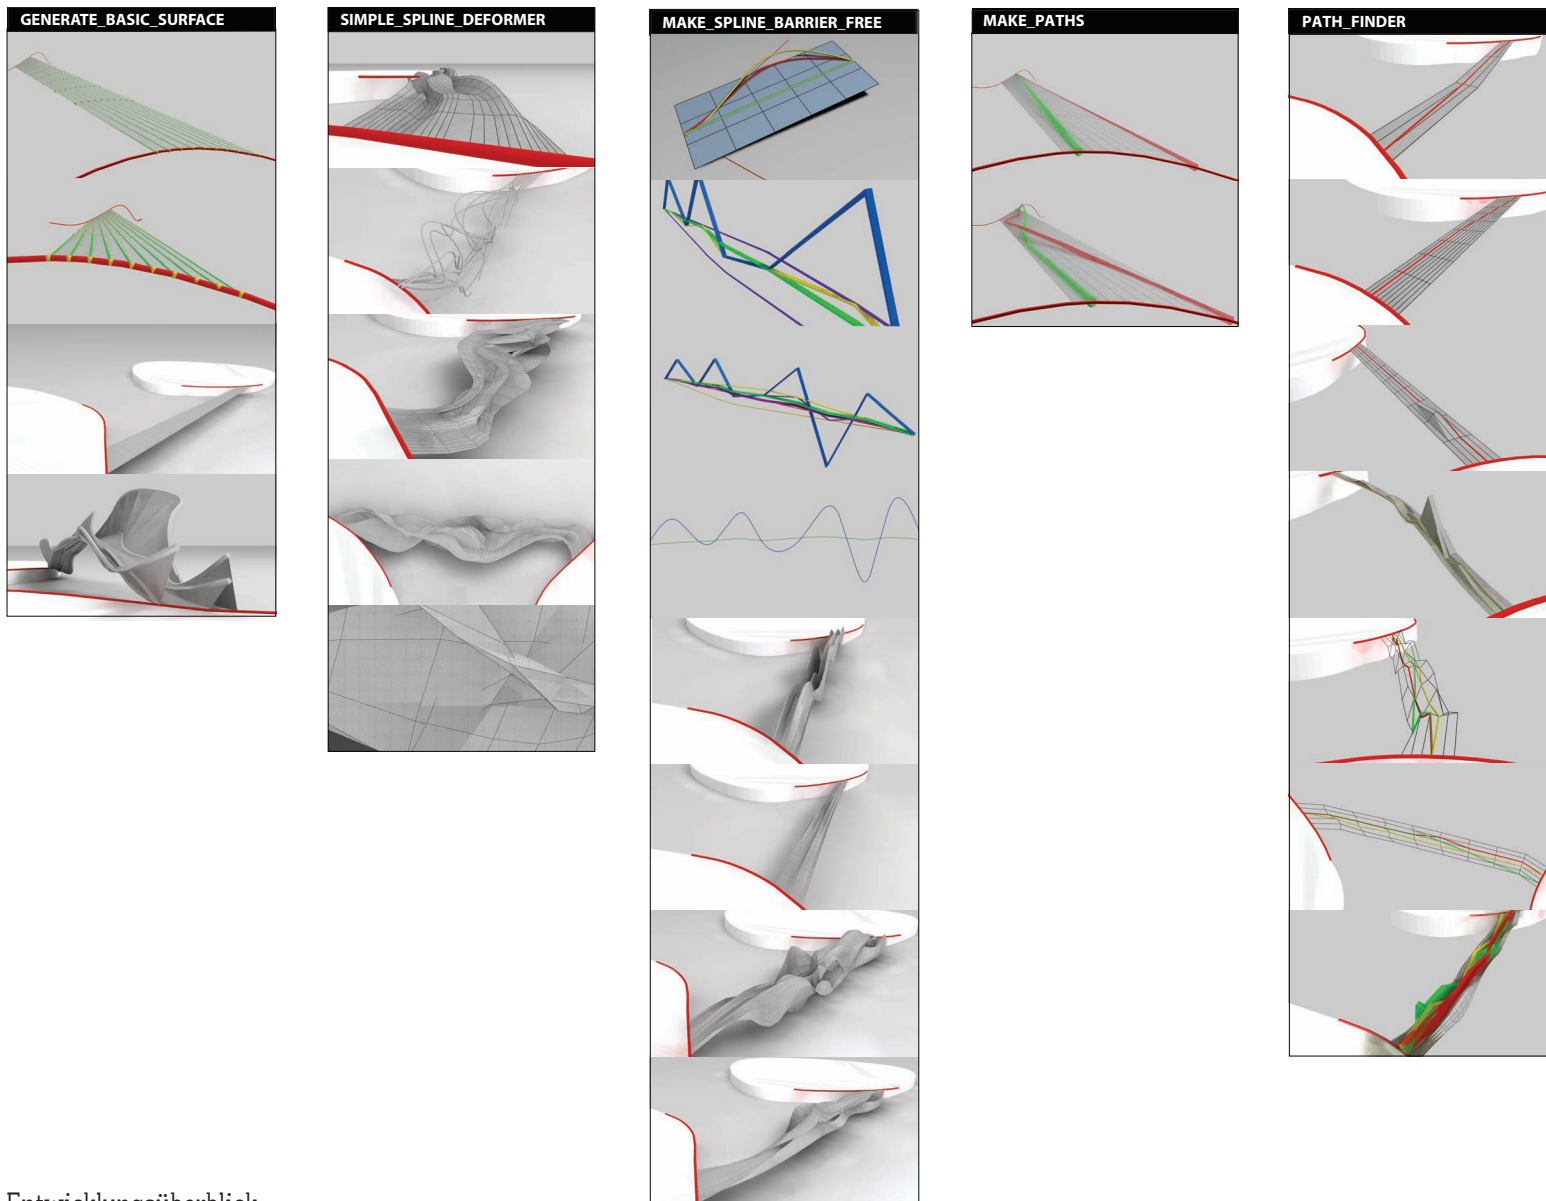 GENERATE_BASIC_SURFACE
SIMPLE_SPLINE_DEFORMER
MAKE_SPLINE_BARRIER_FREE
MAKE_PATHS
PATH_FINDER
Entwicklungsüberblick